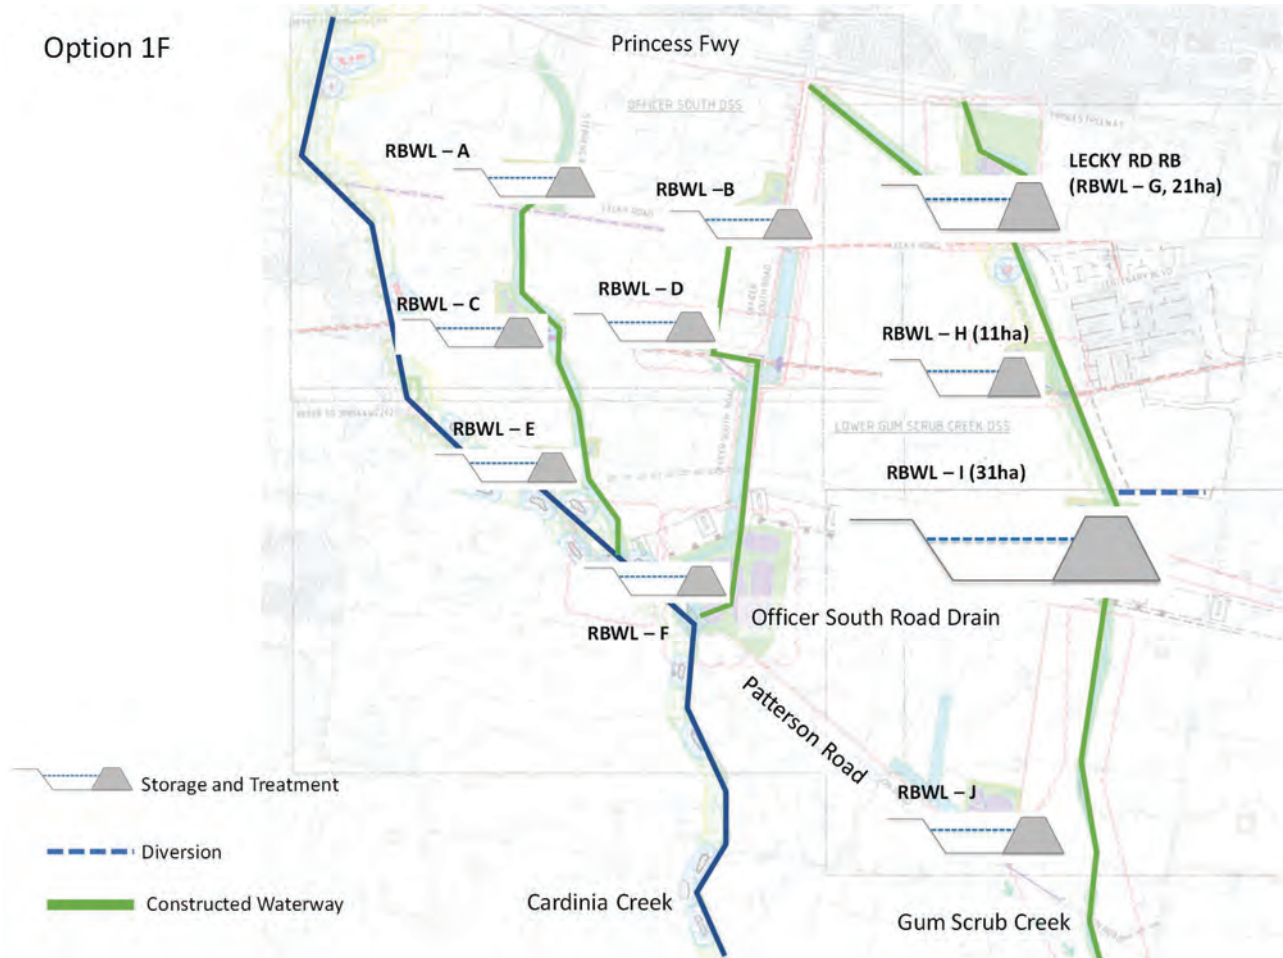 Option 1F
Princess Fwy
OFFICER SOUTH DSS
RBWL – A
RBWL –B
LECKY RD RB
(RBWL – G, 21ha)
RBWL – C
RBWL – D
RBWL – H (11ha)
RBWL – E
LOWER GUM SCRUB CREEK DSS
RBWL – I (31ha)
RBWL – F
Officer South Road Drain
Patterson Road
RBWL – J
Storage and Treatment
Diversion
Constructed Waterway
Cardinia Creek
Gum Scrub Creek